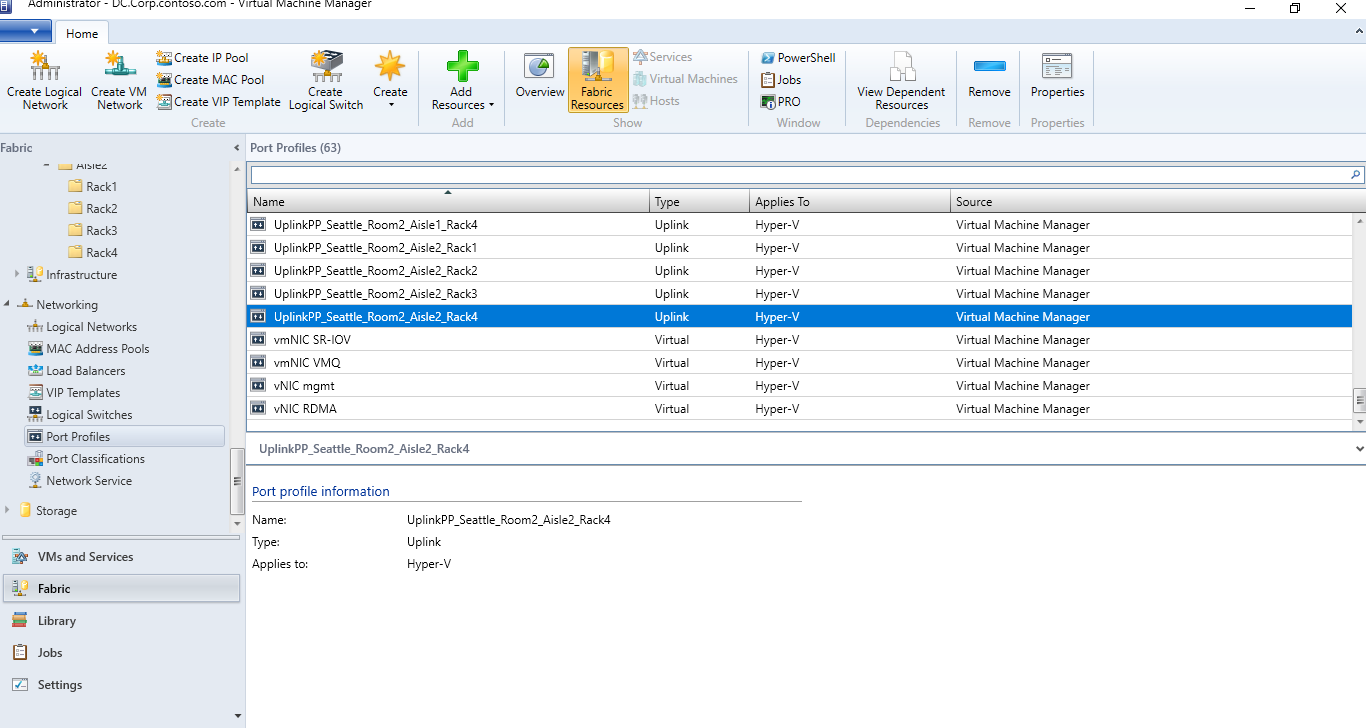 Administrator - DC.Corp.contoso.com - Virtual Machine Manager
Home
Create Logical Network
Create VM Network
Create IP Pool
Create MAC Pool
Create VIP Template
Create Logical Switch
Create
Create
Add Resources
Add
Overview
Fabric Resources
Services
Virtual Machines
Hosts
Show
PowerShell
Jobs
PRO
Window
View Dependent Resources
Dependencies
Remove
Remove
Properties
Properties
Fabric
Aisle2
Rack1
Rack2
Rack3
Rack4
Infrastructure
Networking
Logical Networks
MAC Address Pools
Load Balancers
VIP Templates
Logical Switches
Port Profiles
Port Classifications
Network Service
Storage
VMs and Services
Fabric
Library
Jobs
Settings
Port Profiles (63)
Name Type Applies To Source
UplinkPP_Seattle_Room2_Aisle1_Rack4 Uplink Hyper-V Virtual Machine Manager
UplinkPP_Seattle_Room2_Aisle2_Rack1 Uplink Hyper-V Virtual Machine Manager
UplinkPP_Seattle_Room2_Aisle2_Rack2 Uplink Hyper-V Virtual Machine Manager
UplinkPP_Seattle_Room2_Aisle2_Rack3 Uplink Hyper-V Virtual Machine Manager
UplinkPP_Seattle_Room2_Aisle2_Rack4 Uplink Hyper-V Virtual Machine Manager
vmNIC SR-IOV Virtual Hyper-V Virtual Machine Manager
vmNIC VMQ Virtual Hyper-V Virtual Machine Manager
vNIC mgmt Virtual Hyper-V Virtual Machine Manager
vNIC RDMA Virtual Hyper-V Virtual Machine Manager
UplinkPP_Seattle_Room2_Aisle2_Rack4
Port profile information
Name: UplinkPP_Seattle_Room2_Aisle2_Rack4
Type: Uplink
Applies to: Hyper-V